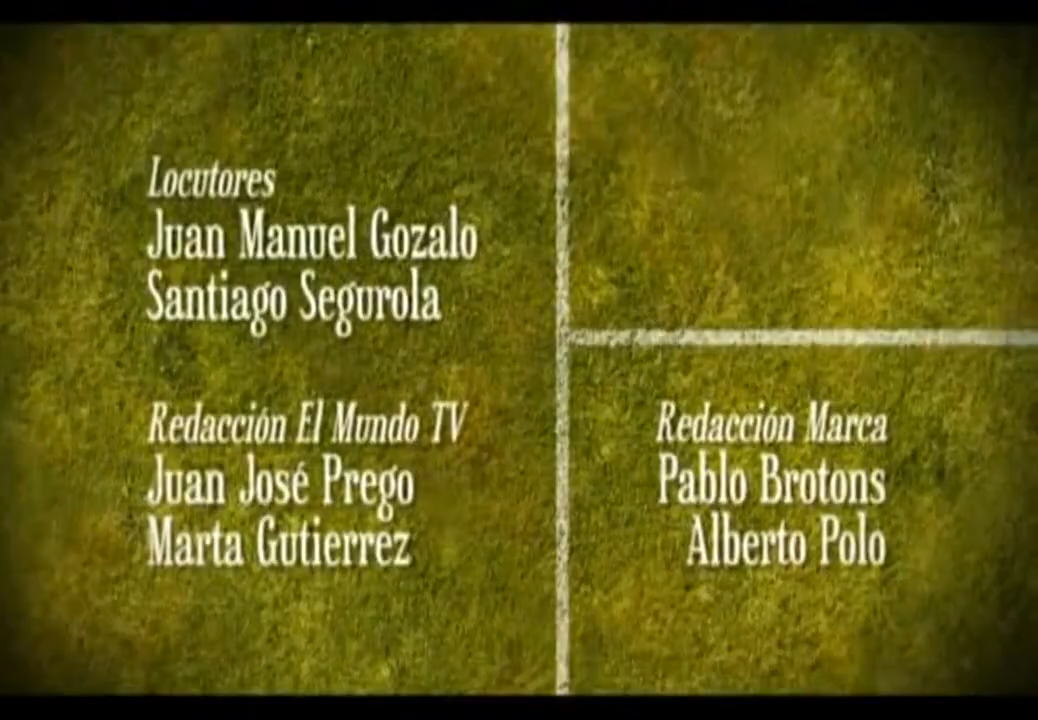 Locutores
Juan Manuel Gozalo
Santiago Segurola
Redacción El Mundo TV
Juan José Prego
Marta Gutierrez
Redacción Marca
Pablo Brotons
Alberto Polo